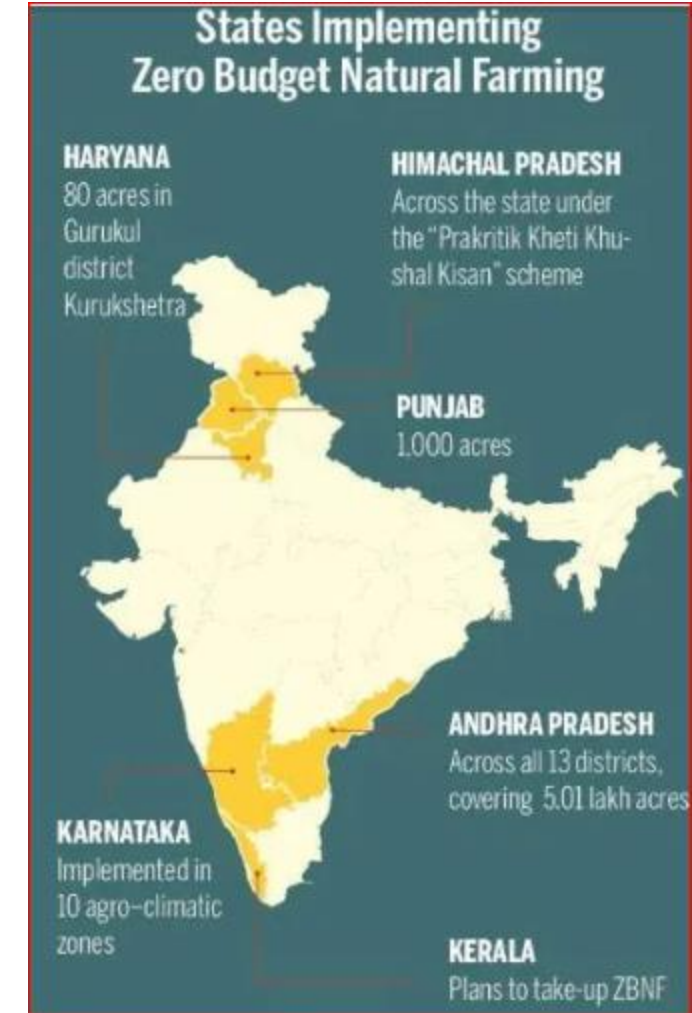 States Implementing
Zero Budget Natural Farming
HARYANA
80 acres in
Gurukul
district
Kurukshetra
HIMACHAL PRADESH
Across the state under
the "Prakritik Kheti Khu-
shal Kisan" scheme
PUNJAB
1,000 acres
ANDHRA PRADESH
Across all 13 districts,
covering 5.01 lakh acres
KARNATAKA
Implemented in
10 agro-climatic
zones
KERALA
Plans to take-up ZBNF